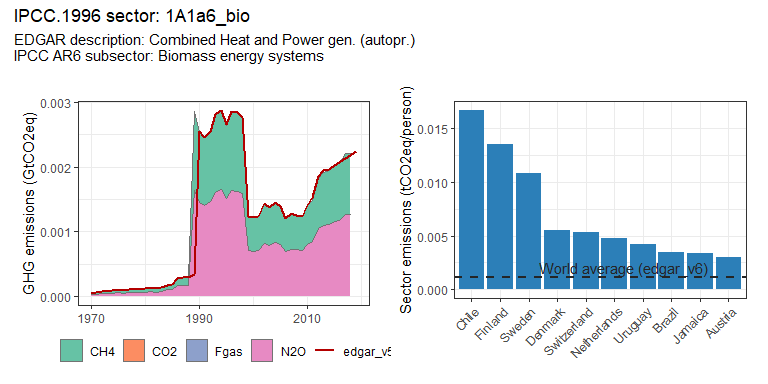 IPCC.1996 sector: 1A1a6_bio
EDGAR description: Combined Heat and Power gen. (autopr.)
IPCC AR6 subsector: Biomass energy systems
GHG emissions (GtCO2eq)
0.003
0.002
0.001
0.000
1970
1990
2010
CH4
CO2
Fgas
N2O
edgar_v6
Sector emissions (tCO2eq/person)
0.015
0.010
0.005
0.000
World average (edgar_v6)
Chile
Finland
Sweden
Denmark
Switzerland
Netherlands
Uruguay
Brazil
Jamaica
Austria